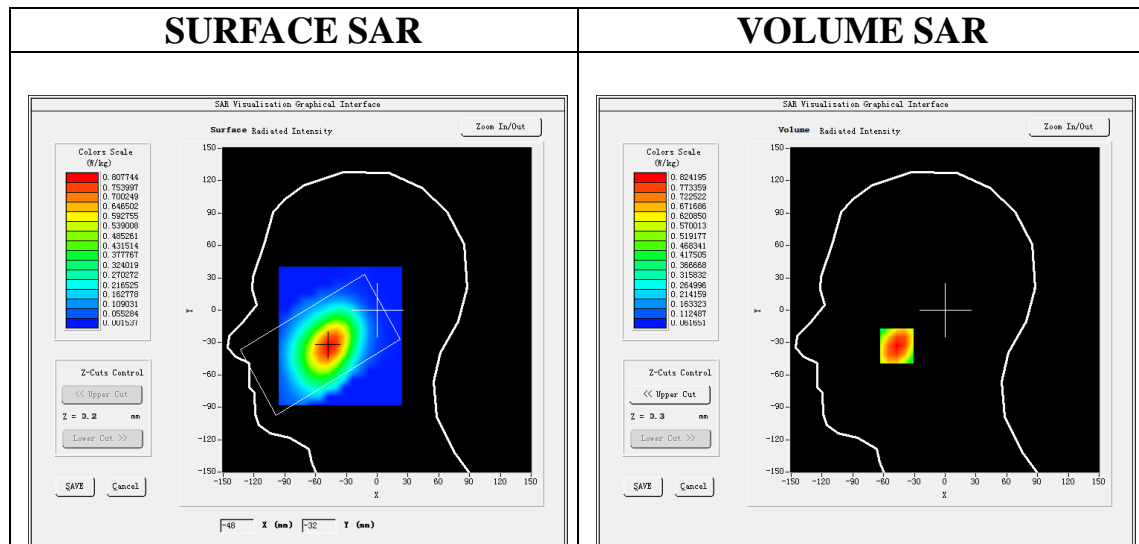 SURFACE SAR
VOLUME SAR
SAR Visualisation Graphical Interface
Surface Radiated Intensity
Zoom In/Out
Colors Scale
(W/kg)
0.807744
0.753997
0.700249
0.646502
0.592755
0.539008
0.485261
0.431514
0.377767
0.324019
0.270272
0.216525
0.162778
0.109031
0.055284
0.001537
Z-Cuts Control
<< Upper Cut
Z = 0.2 mm
Lower Cut >>
SAVE
Cancel
150
120
90
60
30
0
-30
-60
-90
-120
-150
Y
-150 -120 -90 -60 -30 0 30 60 90 120 150
X
-48 X (mm) -32 Y (mm)
SAR Visualisation Graphical Interface
Volume Radiated Intensity
Zoom In/Out
Colors Scale
(W/kg)
0.824195
0.773359
0.722522
0.671686
0.620850
0.570013
0.519177
0.468341
0.417505
0.366668
0.315832
0.264996
0.214159
0.163323
0.112487
0.061651
Z-Cuts Control
<< Upper Cut
Z = 0.3 mm
Lower Cut >>
SAVE
Cancel
150
120
90
60
30
0
-30
-60
-90
-120
-150
Y
-150 -120 -90 -60 -30 0 30 60 90 120 150
X